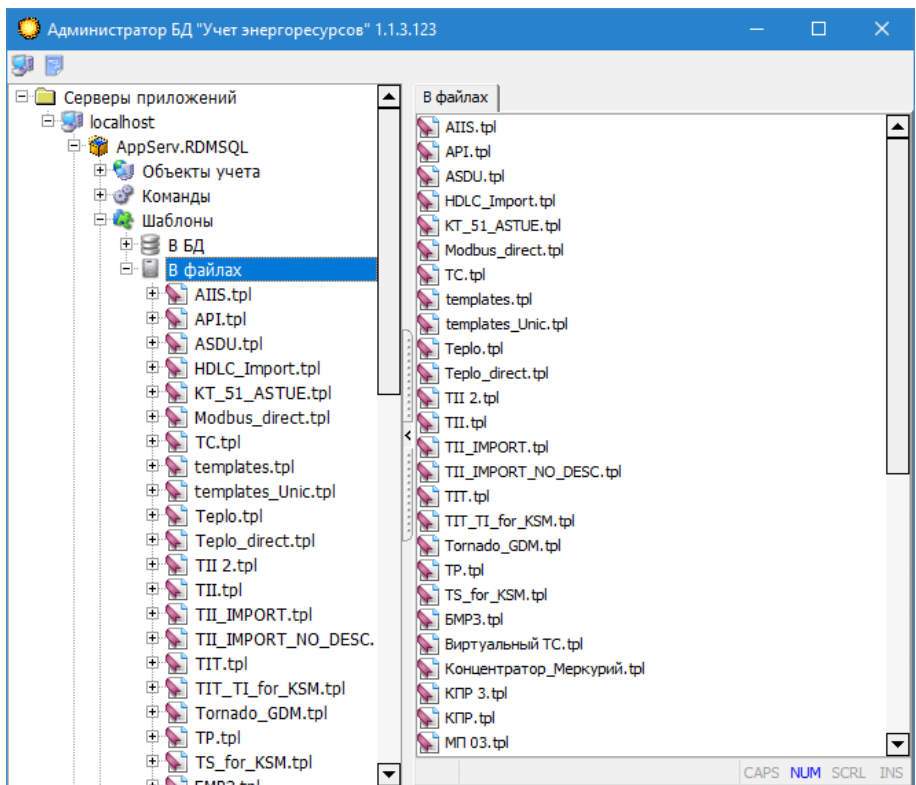 Администратор БД "Учет энергоресурсов" 1.1.3.123
Серверы приложений
localhost
AppServ.RDMSQL
Объекты учета
Команды
Шаблоны
В БД
В файлах
AIIS.tpl
API.tpl
ASDU.tpl
HDLC_Import.tpl
KT_51_ASTUE.tpl
Modbus_direct.tpl
TC.tpl
templates.tpl
templates_Unic.tpl
Teplo.tpl
Teplo_direct.tpl
TII 2.tpl
TII.tpl
TII_IMPORT.tpl
TII_IMPORT_NO_DESC.
TIT.tpl
TIT_TI_for_KSM.tpl
Tornado_GDM.tpl
TP.tpl
TS_for_KSM.tpl
БМРЗ.tpl
В файлах
AIIS.tpl
API.tpl
ASDU.tpl
HDLC_Import.tpl
KT_51_ASTUE.tpl
Modbus_direct.tpl
TC.tpl
templates.tpl
templates_Unic.tpl
Teplo.tpl
Teplo_direct.tpl
TII 2.tpl
TII.tpl
TII_IMPORT.tpl
TII_IMPORT_NO_DESC.tpl
TIT.tpl
TIT_TI_for_KSM.tpl
Tornado_GDM.tpl
TP.tpl
TS_for_KSM.tpl
БМРЗ.tpl
Виртуальный ТС.tpl
Концентратор_Меркурий.tpl
КПР 3.tpl
КПР.tpl
МП 03.tpl
CAPS NUM SCRL INS